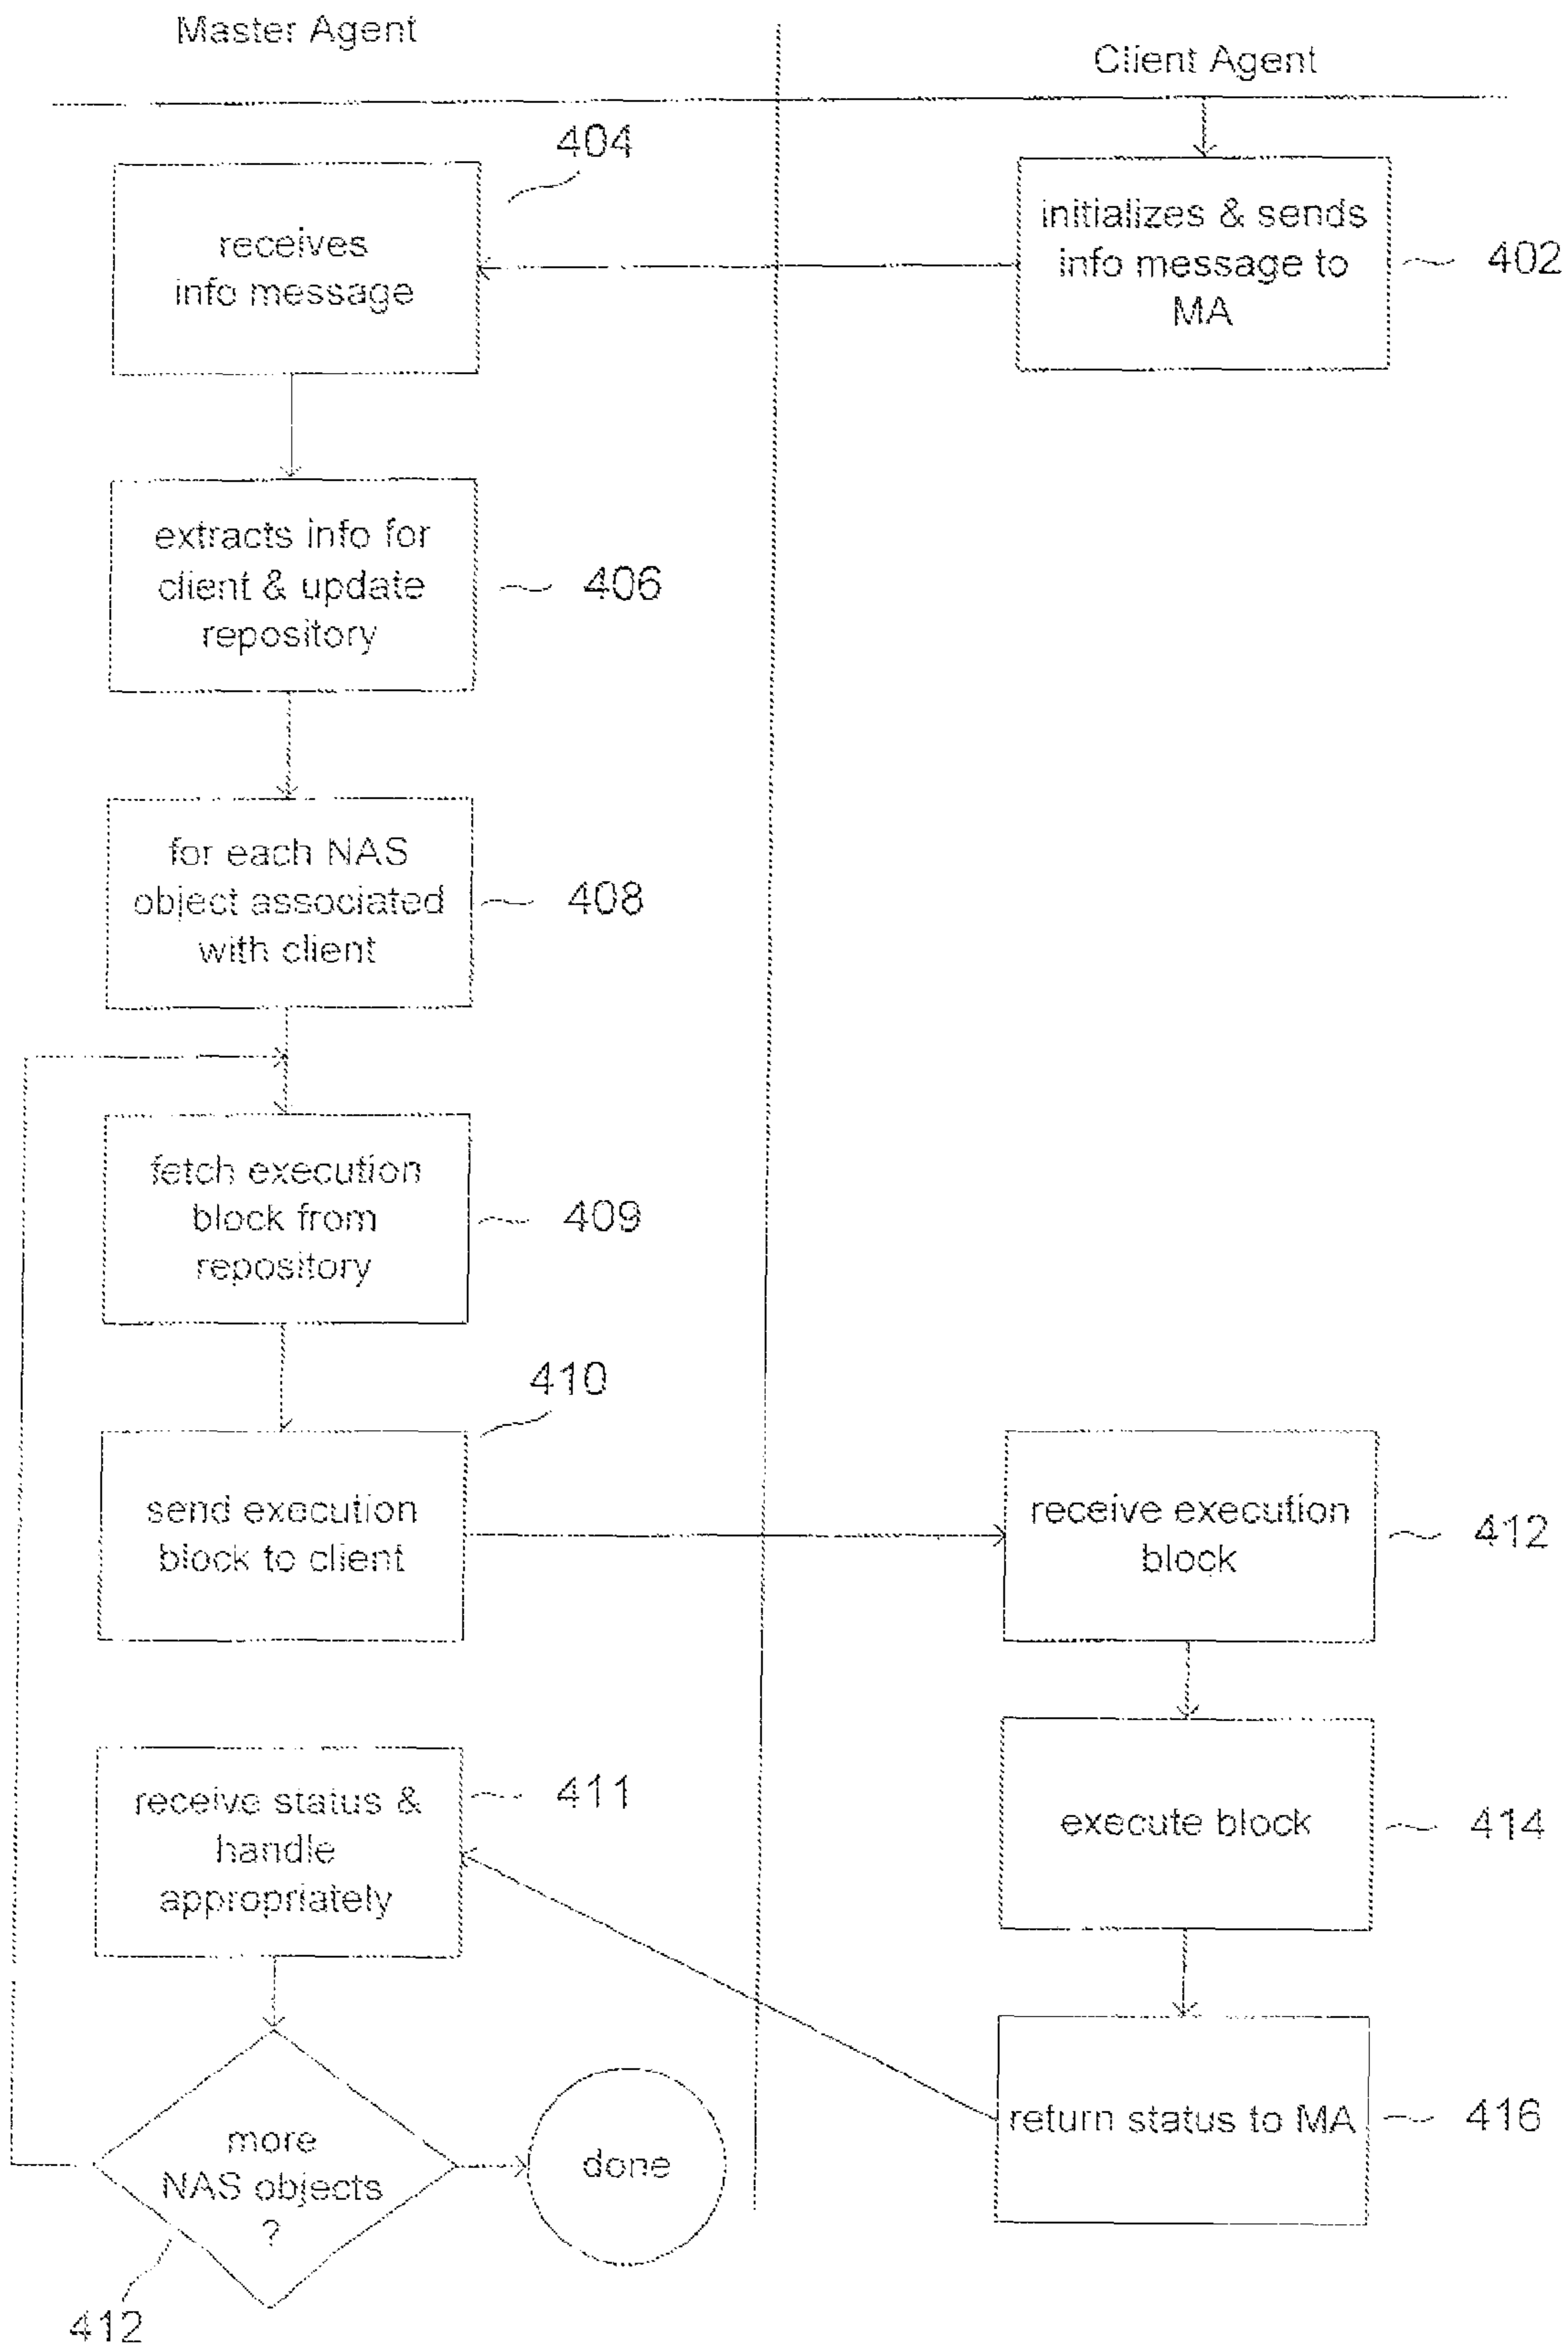 Master Agent
Client Agent
404
receives
info message
initializes & sends
info message to
MA
402
extracts info for
client & update
repository
406
for each NAS
object associated
with client
408
fetch execution
block from
repository
409
410
send execution
block to client
receive execution
block
412
receive status &
handle
appropriately
411
execute block
414
more
NAS objects
?
done
return status to MA
416
412